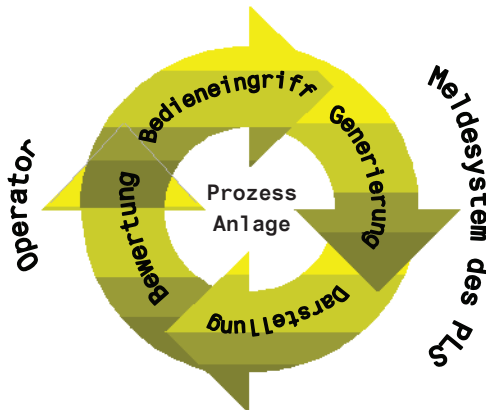 Bedieneingriff
Generierung
Darstellung
Bewertung
Prozess
Anlage
Operator
Meldesystem des PLS